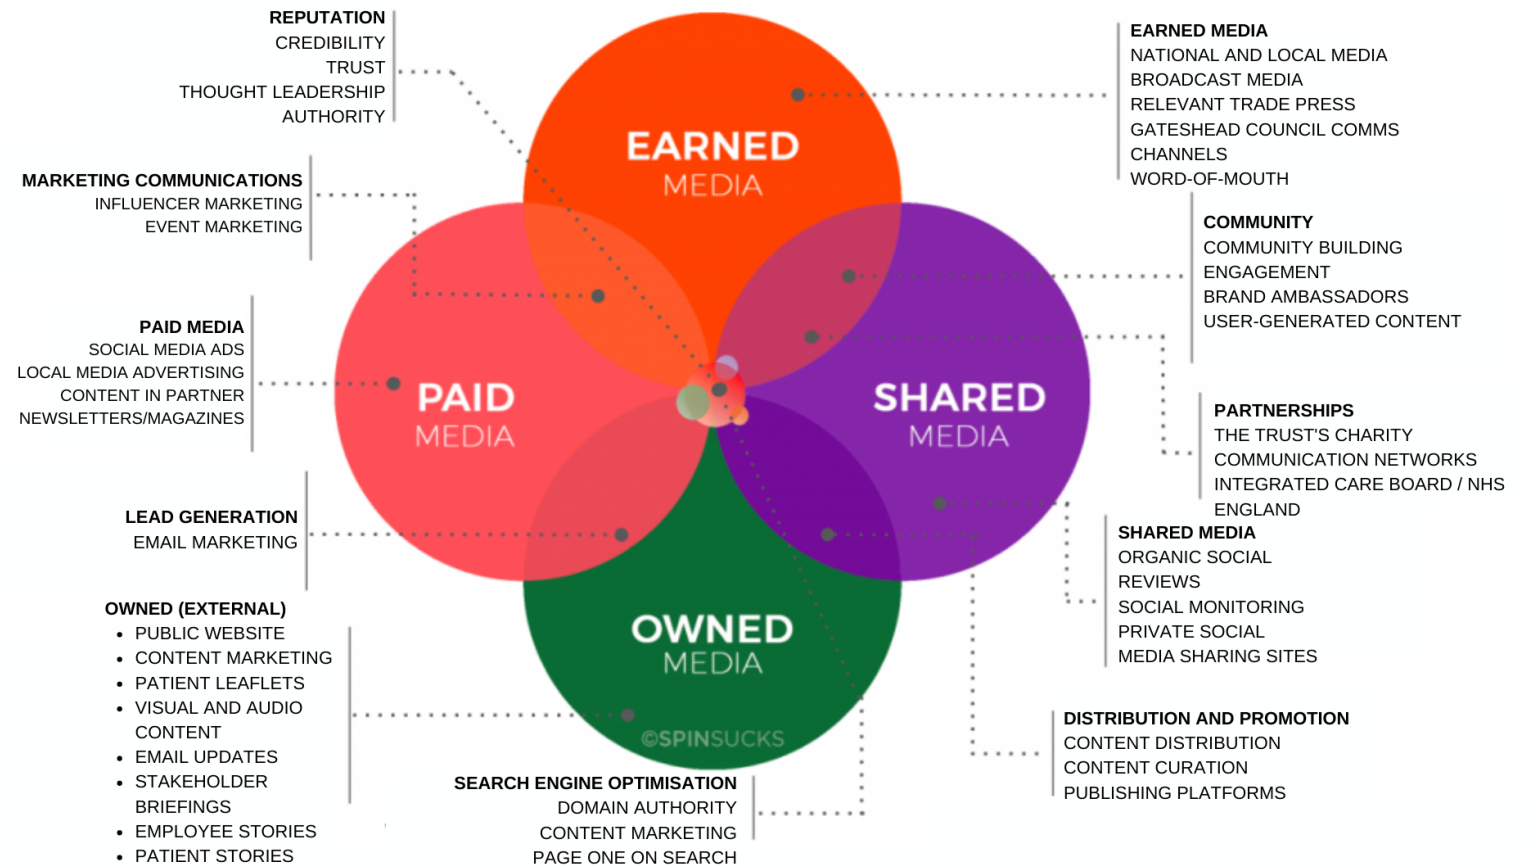 REPUTATION
CREDIBILITY
TRUST
THOUGHT LEADERSHIP
AUTHORITY
MARKETING COMMUNICATIONS
INFLUENCER MARKETING
EVENT MARKETING
PAID MEDIA
SOCIAL MEDIA ADS
LOCAL MEDIA ADVERTISING
CONTENT IN PARTNER
NEWSLETTERS/MAGAZINES
LEAD GENERATION
EMAIL MARKETING
OWNED (EXTERNAL)
• PUBLIC WEBSITE
• CONTENT MARKETING
• PATIENT LEAFLETS
• VISUAL AND AUDIO
CONTENT
• EMAIL UPDATES
• STAKEHOLDER
BRIEFINGS
• EMPLOYEE STORIES
• PATIENT STORIES
EARNED
MEDIA
PAID
MEDIA
SHARED
MEDIA
OWNED
MEDIA
©SPINSUCKS
SEARCH ENGINE OPTIMISATION
DOMAIN AUTHORITY
CONTENT MARKETING
PAGE ONE ON SEARCH
EARNED MEDIA
NATIONAL AND LOCAL MEDIA
BROADCAST MEDIA
RELEVANT TRADE PRESS
GATESHEAD COUNCIL COMMS
CHANNELS
WORD-OF-MOUTH
COMMUNITY
COMMUNITY BUILDING
ENGAGEMENT
BRAND AMBASSADORS
USER-GENERATED CONTENT
PARTNERSHIPS
THE TRUST'S CHARITY
COMMUNICATION NETWORKS
INTEGRATED CARE BOARD / NHS
ENGLAND
SHARED MEDIA
ORGANIC SOCIAL
REVIEWS
SOCIAL MONITORING
PRIVATE SOCIAL
MEDIA SHARING SITES
DISTRIBUTION AND PROMOTION
CONTENT DISTRIBUTION
CONTENT CURATION
PUBLISHING PLATFORMS